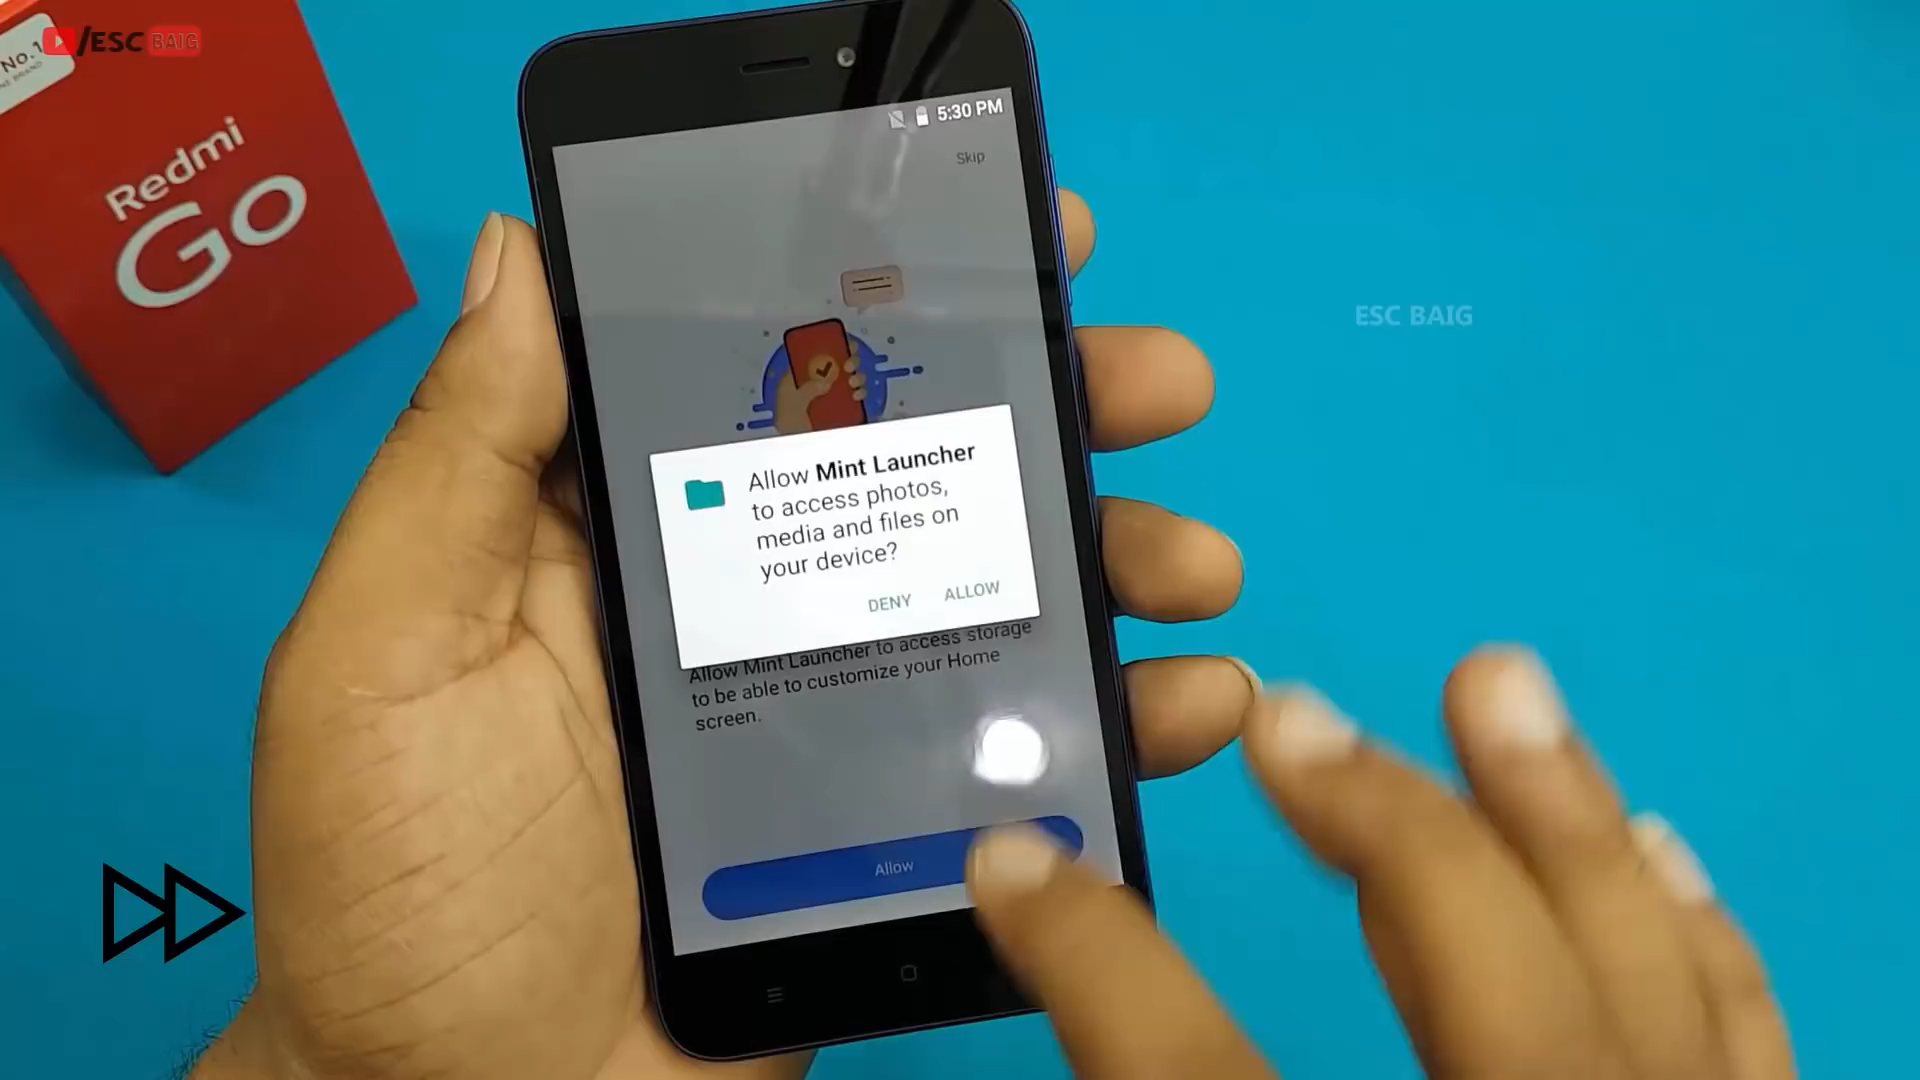 No.1
/ESC BAIG
Redmi
Go
5:30 PM
Skip
ESC BAIG
Allow Mint Launcher
to access photos,
media and files on
your device?
DENY ALLOW
Allow Mint Launcher to access storage
to be able to customize your Home
screen.
Allow